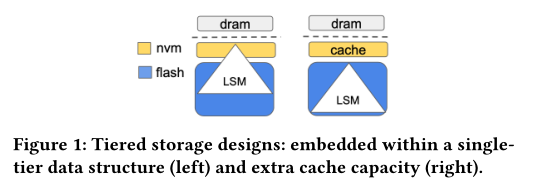 dram
dram
nvm
cache
flash
LSM
LSM
Figure 1: Tiered storage designs: embedded within a single-
tier data structure (left) and extra cache capacity (right).